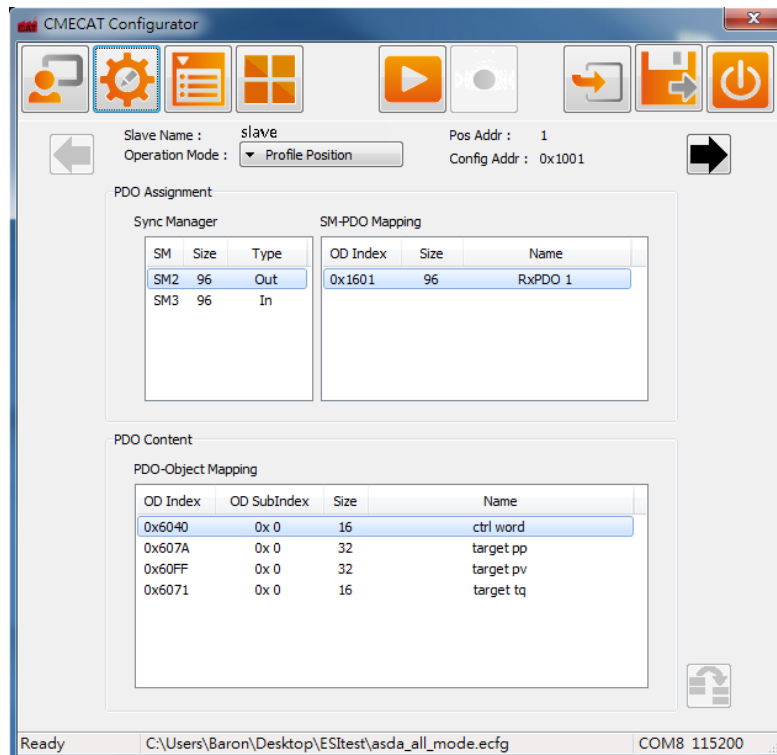 CAT CMECAT Configurator
Slave Name : slave Pos Addr : 1
Operation Mode : Profile Position Config Addr : 0x1001
PDO Assignment
Sync Manager SM-PDO Mapping
SM Size Type OD Index Size Name
SM2 96 Out 0x1601 96 RxPDO 1
SM3 96 In
PDO Content
PDO-Object Mapping
OD Index OD SubIndex Size Name
0x6040 0x 0 16 ctrl word
0x607A 0x 0 32 target pp
0x60FF 0x 0 32 target pv
0x6071 0x 0 16 target tq
Ready C:\Users\Baron\Desktop\ESItest\asda_all_mode.ecfg COM8 115200